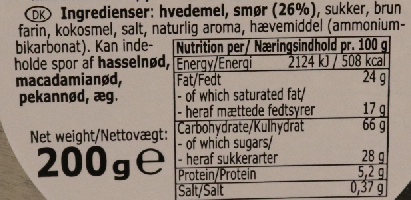 DK Ingredienser: hvedemel, smør (26%), sukker, brun
farin, kokosmel, salt, naturlig aroma, hævemiddel (ammonium-
bikarbonat). Kan inde-
holde spor af hasselnød,
macadamianød,
pekannød, æg.
Net weight/Nettovægt:
200 g e
Nutrition per/ Næringsindhold pr. 100 g
Energy/Energi 2124 kJ / 508 kcal
Fat/Fedt 24 g
- of which saturated fat/
- heraf mættede fedtsyrer 17 g
Carbohydrate/Kulhydrat 66 g
- of which sugars/
- heraf sukkerarter 28 g
Protein/Protein 5,2 g
Salt/Salt 0,37 g